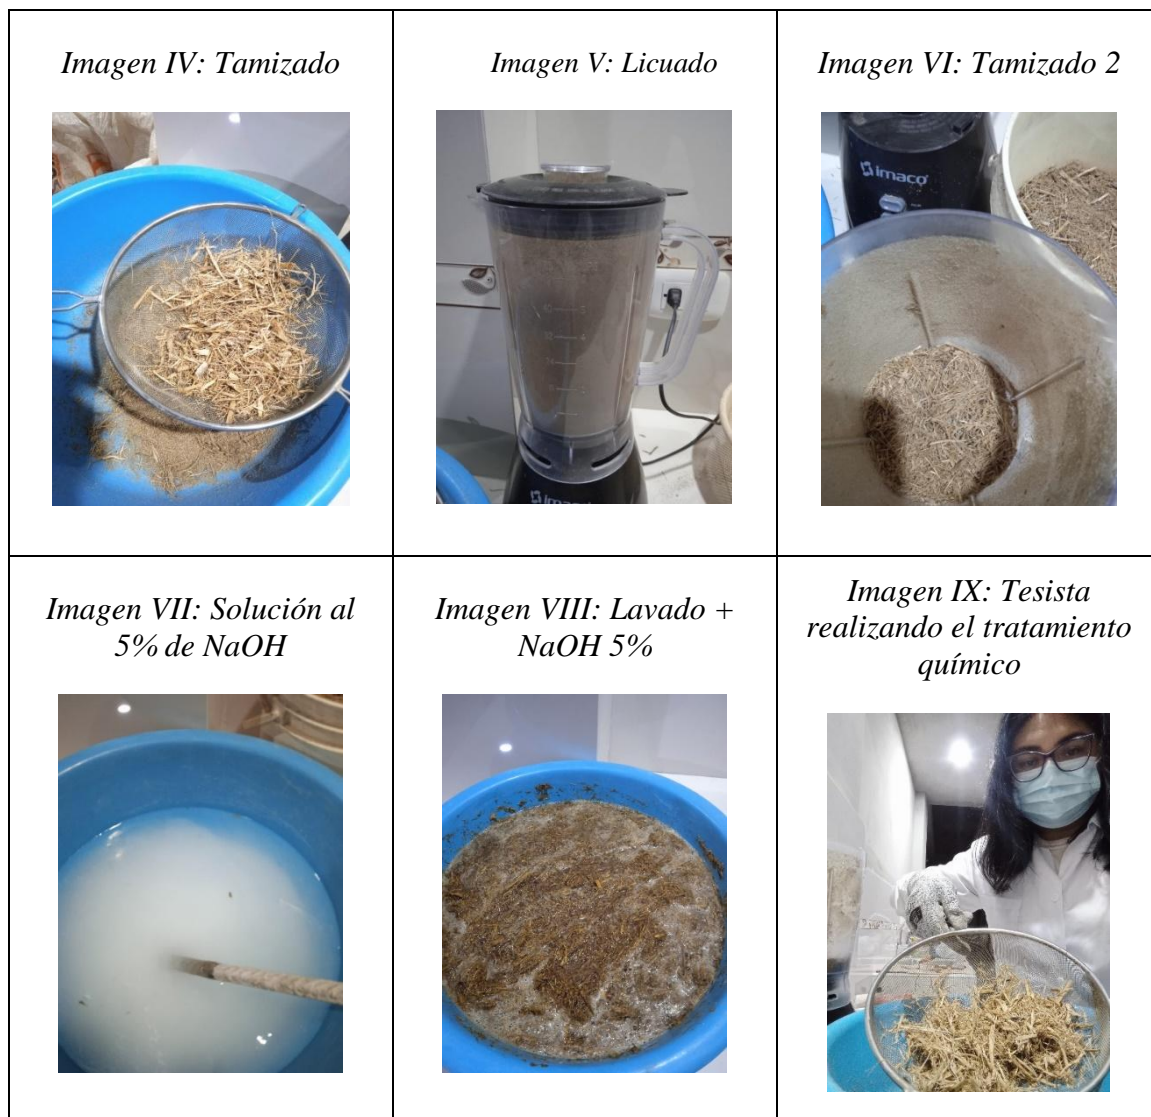 Imagen IV: Tamizado
Imagen V: Licuado
Imagen VI: Tamizado 2
imaco
Imagen VII: Solución al
5% de NaOH
Imagen VIII: Lavado +
NaOH 5%
Imagen IX: Tesista
realizando el tratamiento
químico